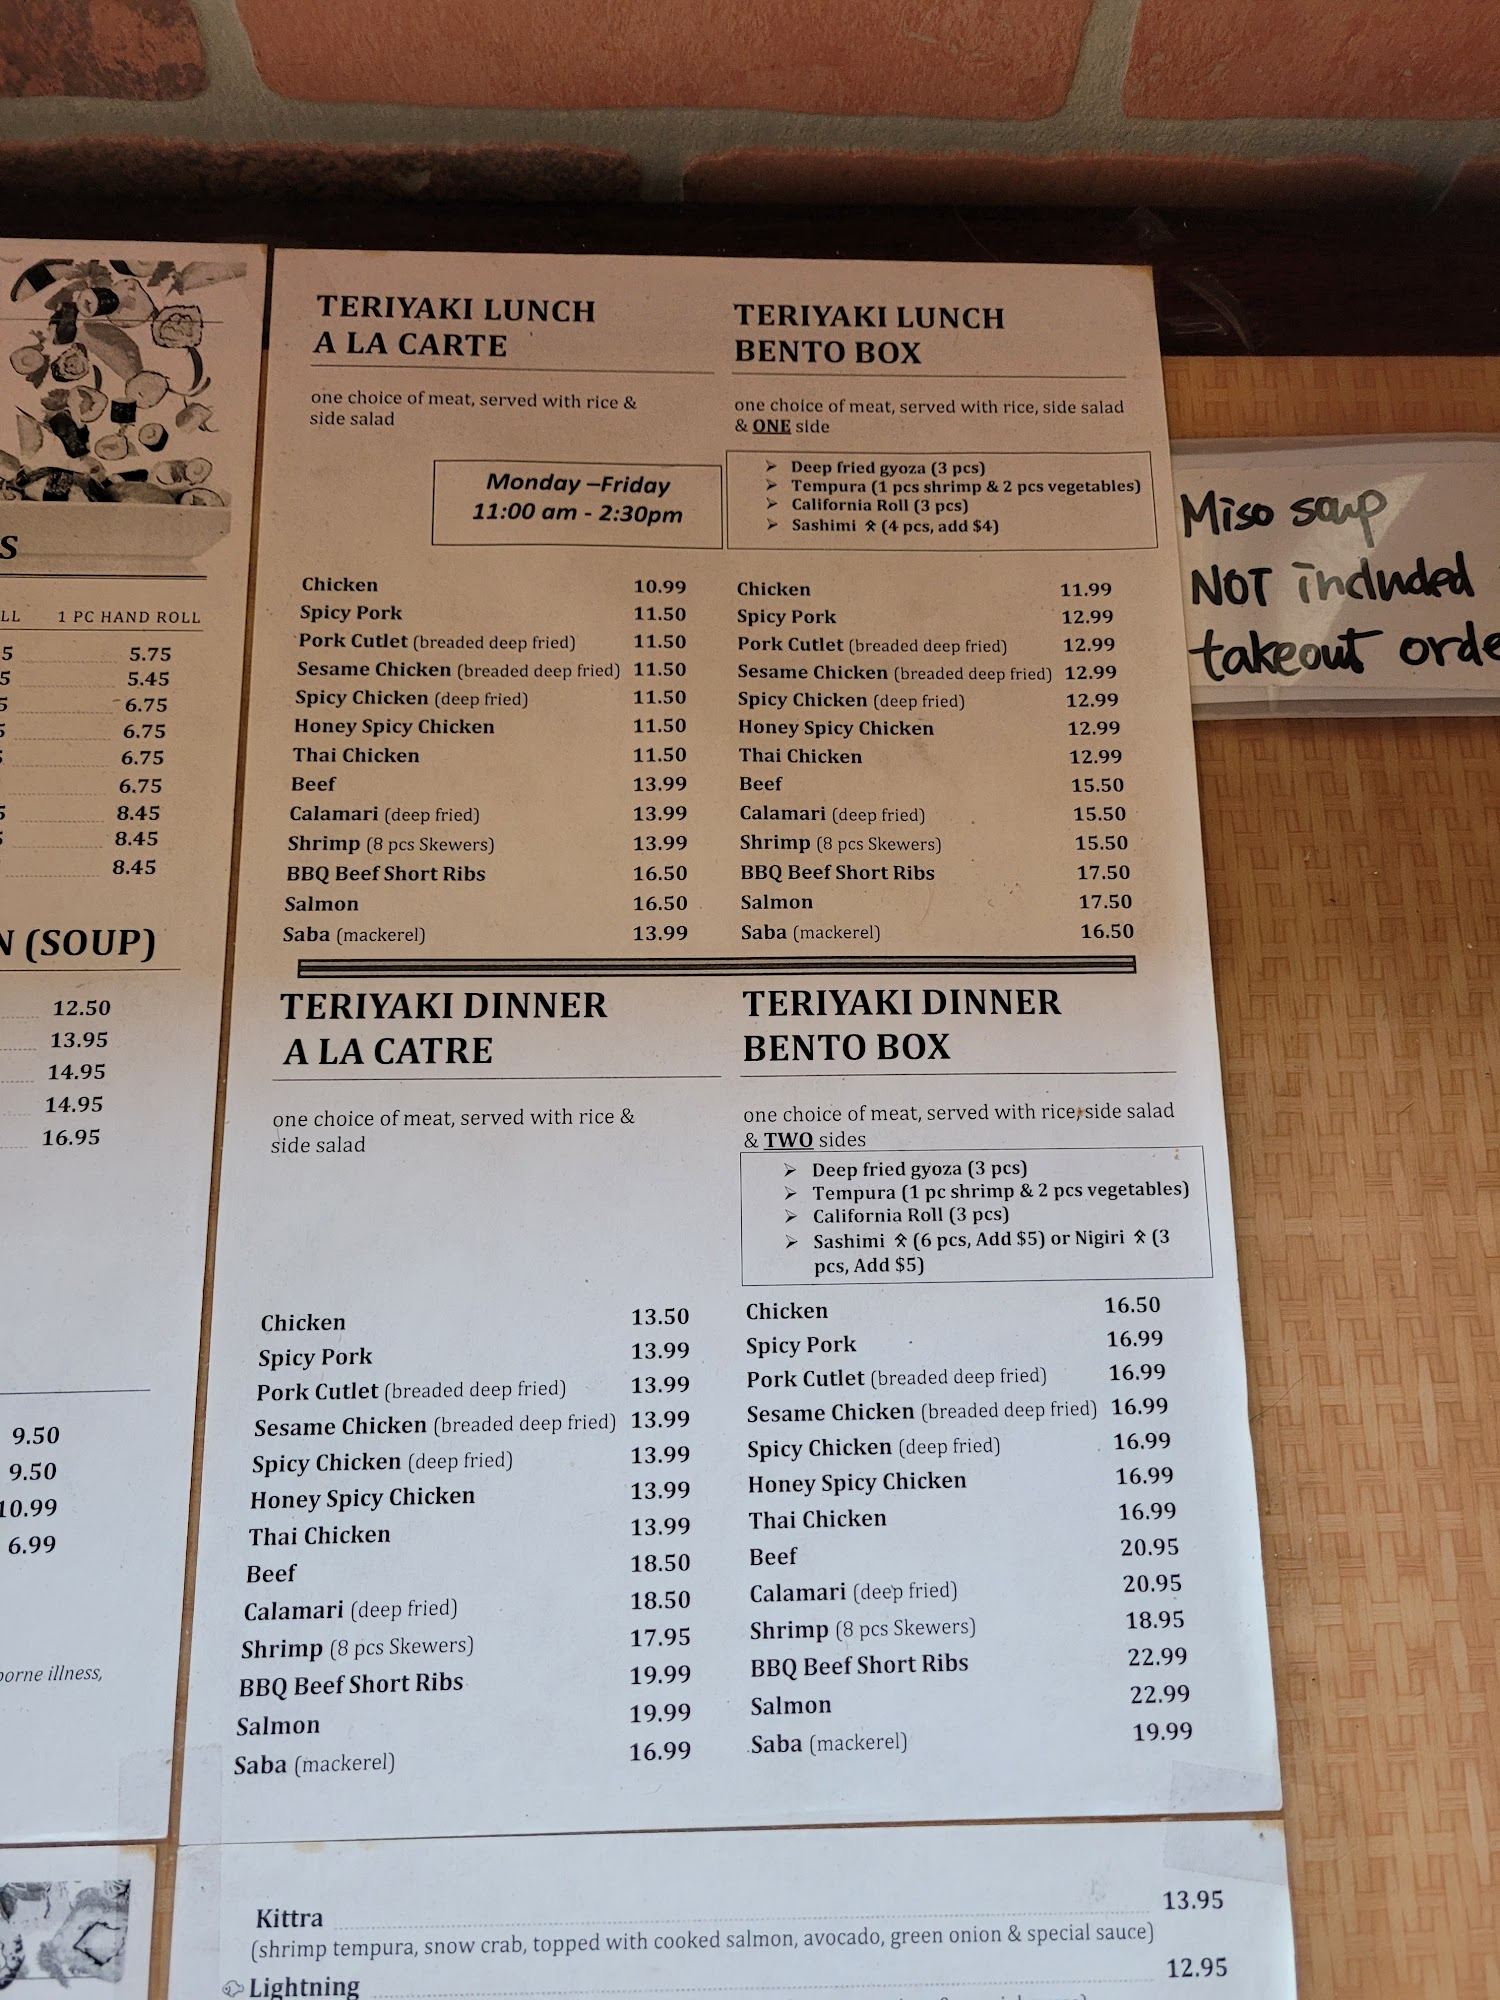 S
LL 1 PC HAND ROLL
5 5.75
5 5.45
5 6.75
5 6.75
6.75
6.75
5 8.45
8.45
8.45
N (SOUP)
12.50
13.95
14.95
14.95
16.95
9.50
9.50
10.99
6.99
orne illness,
TERIYAKI LUNCH
A LA CARTE
one choice of meat, served with rice &
side salad
Monday –Friday
11:00 am - 2:30pm
Chicken 10.99
Spicy Pork 11.50
Pork Cutlet (breaded deep fried) 11.50
Sesame Chicken (breaded deep fried) 11.50
Spicy Chicken (deep fried) 11.50
Honey Spicy Chicken 11.50
Thai Chicken 11.50
Beef 13.99
Calamari (deep fried) 13.99
Shrimp (8 pcs Skewers) 13.99
BBQ Beef Short Ribs 16.50
Salmon 16.50
Saba (mackerel) 13.99
TERIYAKI LUNCH
BENTO BOX
one choice of meat, served with rice, side salad
& ONE side
➢ Deep fried gyoza (3 pcs)
➢ Tempura (1 pcs shrimp & 2 pcs vegetables)
➢ California Roll (3 pcs)
➢ Sashimi (4 pcs, add $4)
Chicken 11.99
Spicy Pork 12.99
Pork Cutlet (breaded deep fried) 12.99
Sesame Chicken (breaded deep fried) 12.99
Spicy Chicken (deep fried) 12.99
Honey Spicy Chicken 12.99
Thai Chicken 12.99
Beef 15.50
Calamari (deep fried) 15.50
Shrimp (8 pcs Skewers) 15.50
BBQ Beef Short Ribs 17.50
Salmon 17.50
Saba (mackerel) 16.50
TERIYAKI DINNER
A LA CATRE
one choice of meat, served with rice &
side salad
Chicken 13.50
Spicy Pork 13.99
Pork Cutlet (breaded deep fried) 13.99
Sesame Chicken (breaded deep fried) 13.99
Spicy Chicken (deep fried) 13.99
Honey Spicy Chicken 13.99
Thai Chicken 13.99
Beef 18.50
Calamari (deep fried) 18.50
Shrimp (8 pcs Skewers) 17.95
BBQ Beef Short Ribs 19.99
Salmon 19.99
Saba (mackerel) 16.99
TERIYAKI DINNER
BENTO BOX
one choice of meat, served with rice, side salad
& TWO sides
➢ Deep fried gyoza (3 pcs)
➢ Tempura (1 pc shrimp & 2 pcs vegetables)
➢ California Roll (3 pcs)
➢ Sashimi (6 pcs, Add $5) or Nigiri (3
pcs, Add $5)
Chicken 16.50
Spicy Pork 16.99
Pork Cutlet (breaded deep fried) 16.99
Sesame Chicken (breaded deep fried) 16.99
Spicy Chicken (deep fried) 16.99
Honey Spicy Chicken 16.99
Thai Chicken 16.99
Beef 20.95
Calamari (deep fried) 20.95
Shrimp (8 pcs Skewers) 18.95
BBQ Beef Short Ribs 22.99
Salmon 22.99
Saba (mackerel) 19.99
Miso soup
NOT included
takeout orde
Kittra 13.95
(shrimp tempura, snow crab, topped with cooked salmon, avocado, green onion & special sauce)
Lightning 12.95